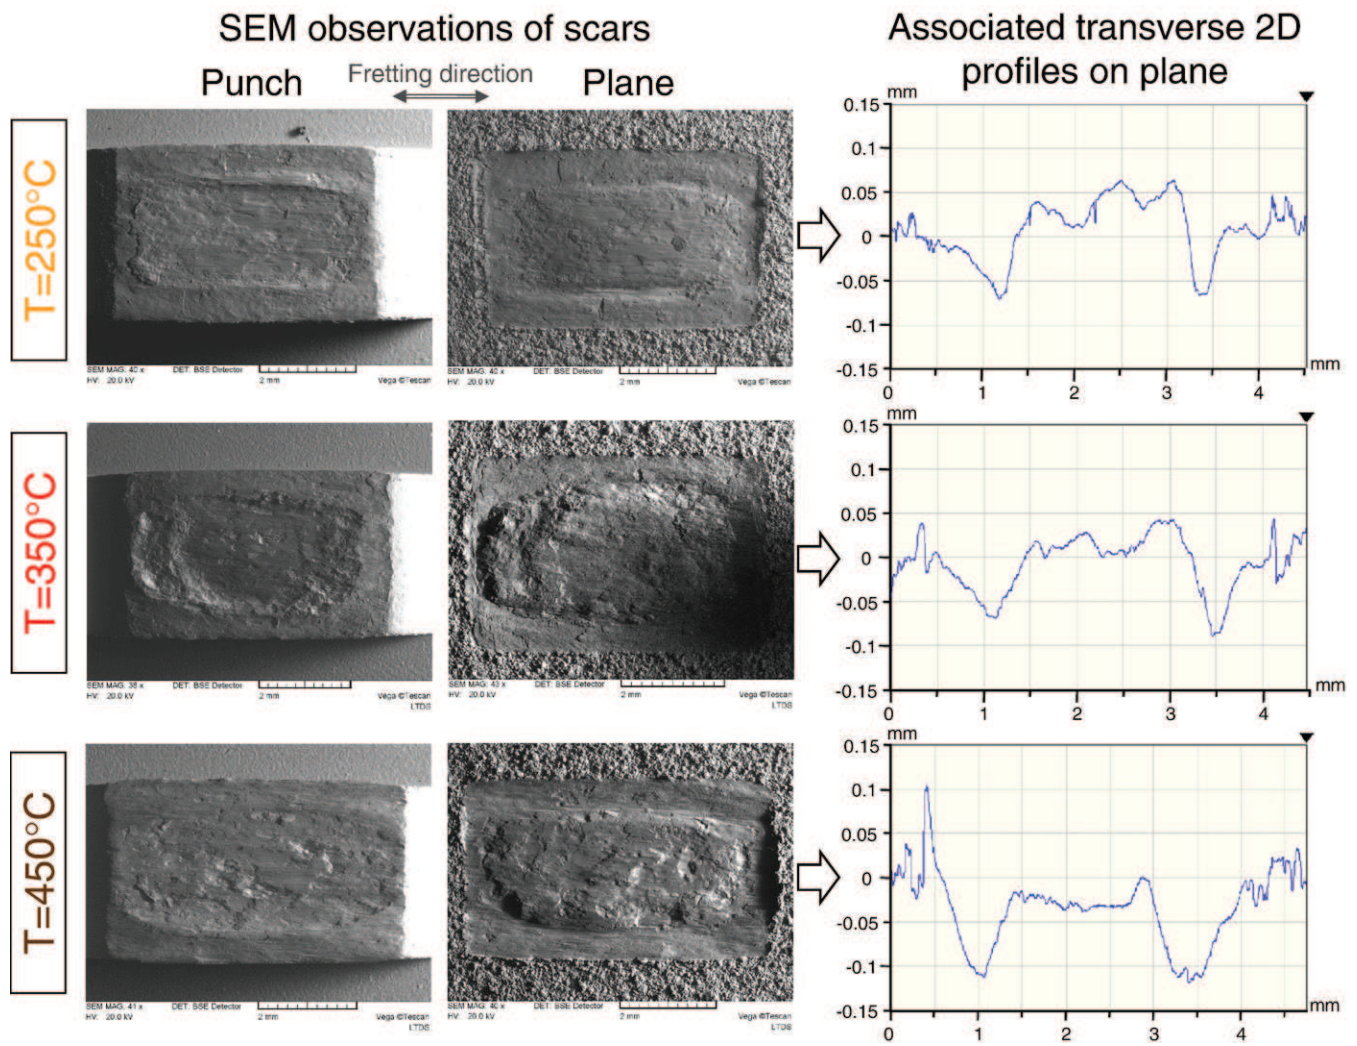 SEM observations of scars
Associated transverse 2D
profiles on plane
Punch
Fretting direction
Plane
T=250°C
SEM MAG: 40 x
DET: BSE Detector
HV: 20.0 kV
2 mm
Vega ©Tescan
SEM MAG: 40 x
DET: BSE Detector
HV: 20.0 kV
2 mm
Vega ©Tescan
mm
0.15
0.1
0.05
0
-0.05
-0.1
-0.15
0
1
2
3
4
mm
T=350°C
SEM MAG: 38 x
DET: BSE Detector
HV: 20.0 kV
2 mm
Vega ©Tescan
LTDS
SEM MAG: 43 x
DET: BSE Detector
HV: 20.0 kV
2 mm
Vega ©Tescan
LTDS
mm
0.15
0.1
0.05
0
-0.05
-0.1
-0.15
0
1
2
3
4
mm
T=450°C
SEM MAG: 41 x
DET: BSE Detector
HV: 20.0 kV
2 mm
Vega ©Tescan
LTDS
SEM MAG: 40 x
DET: BSE Detector
HV: 20.0 kV
2 mm
Vega ©Tescan
LTDS
mm
0.15
0.1
0.05
0
-0.05
-0.1
-0.15
0
1
2
3
4
mm